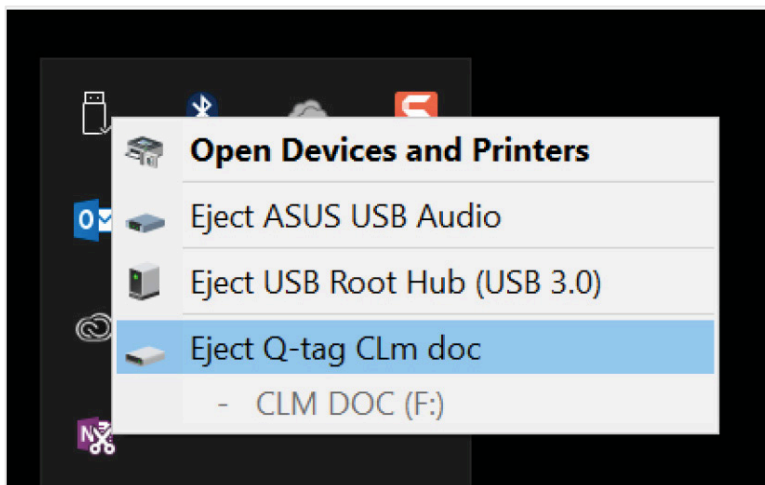 Open Devices and Printers
Eject ASUS USB Audio
Eject USB Root Hub (USB 3.0)
Eject Q-tag CLm doc
- CLM DOC (F:)